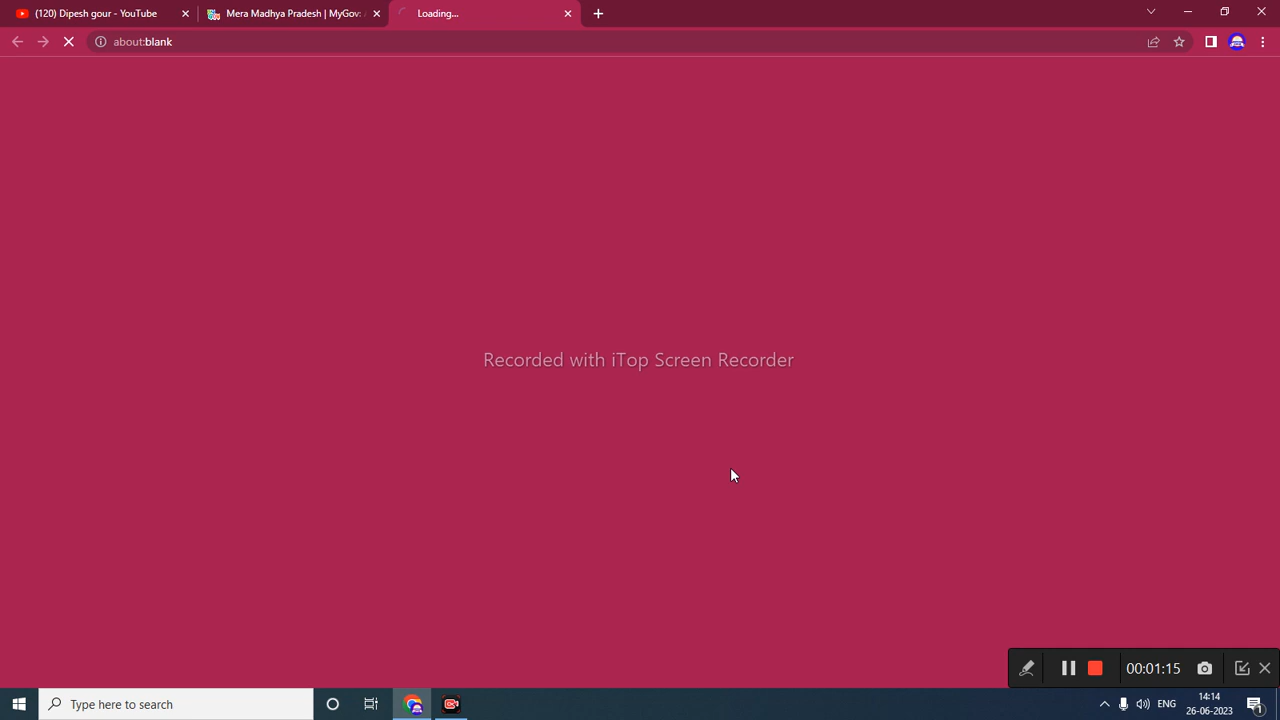 (120) Dipesh gour - YouTube
Mera Madhya Pradesh | MyGov:
Loading...
about:blank
Recorded with iTop Screen Recorder
00:01:15
Type here to search
ENG
14:14
26-06-2023
1